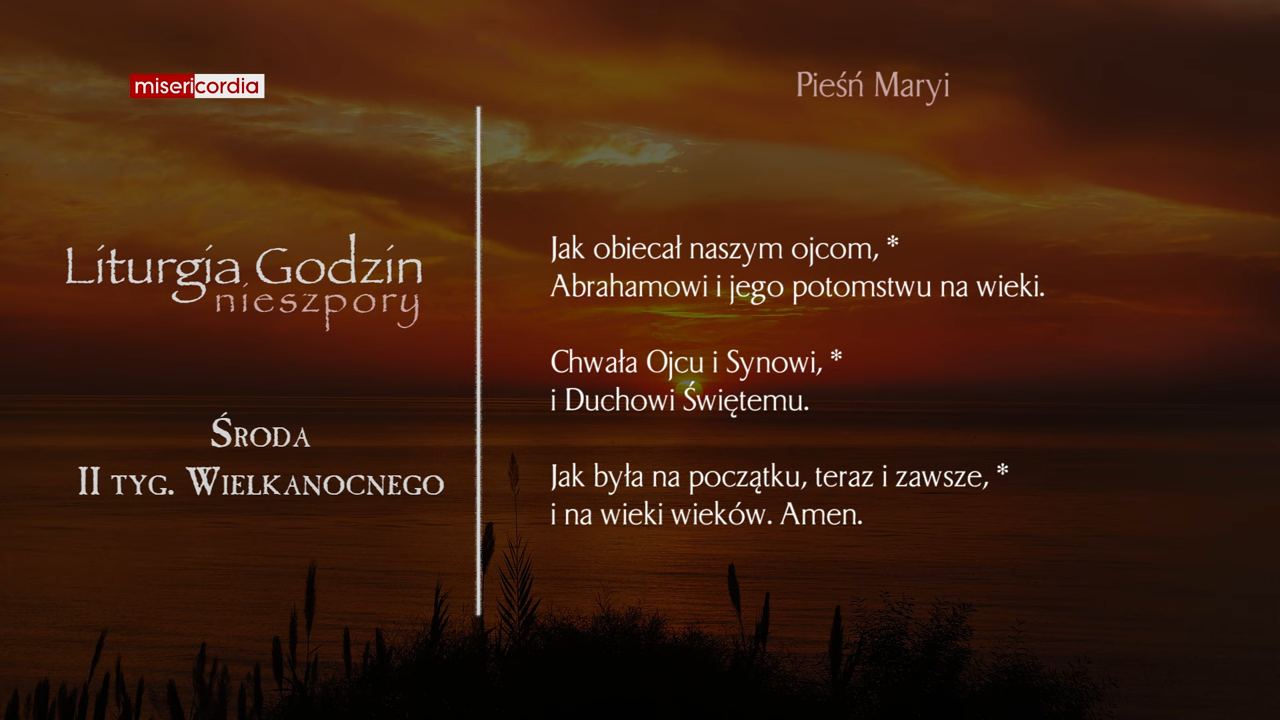 misericordia
Pieśń Maryi
Liturgia Godzin
nieszpory
Środa
II tyg. Wielkanocnego
Jak obiecał naszym ojcom, *
Abrahamowi i jego potomstwu na wieki.
Chwała Ojcu i Synowi, *
i Duchowi Świętemu.
Jak była na początku, teraz i zawsze, *
i na wieki wieków. Amen.